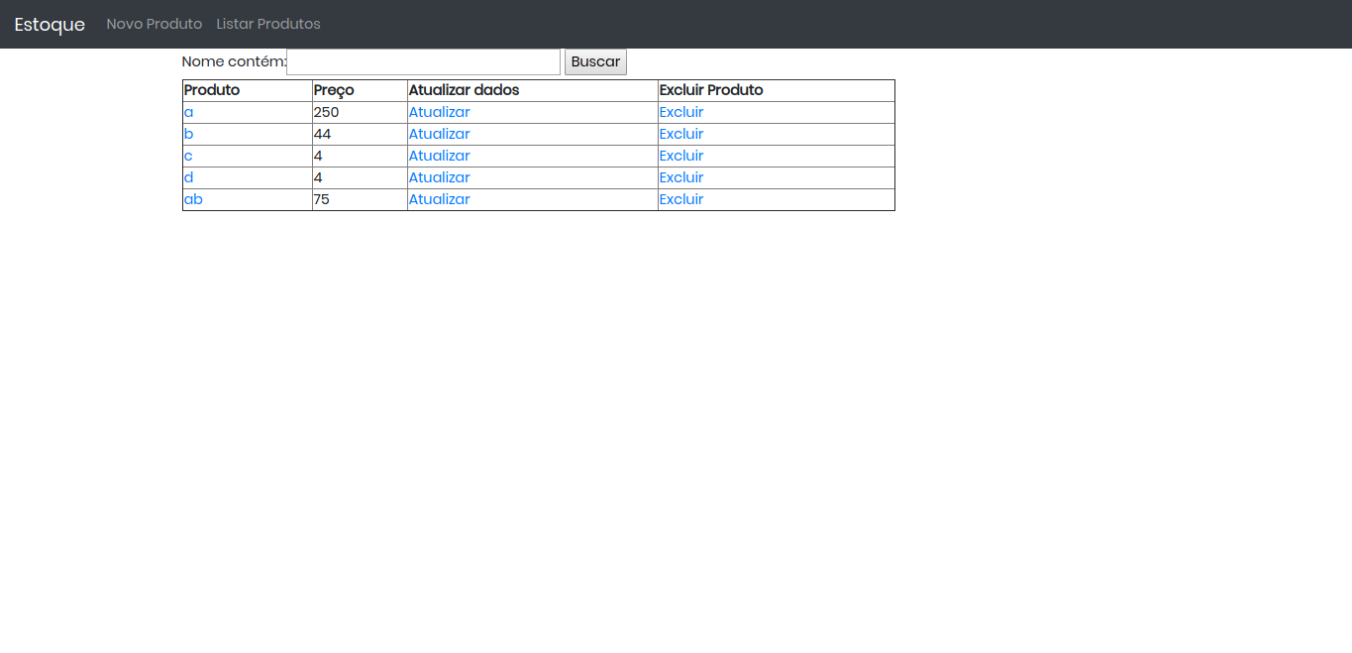 Estoque Novo Produto Listar Produtos
Nome contém: Buscar
Produto Preço Atualizar dados Excluir Produto
a 250 Atualizar Excluir
b 44 Atualizar Excluir
c 4 Atualizar Excluir
d 4 Atualizar Excluir
ab 75 Atualizar Excluir